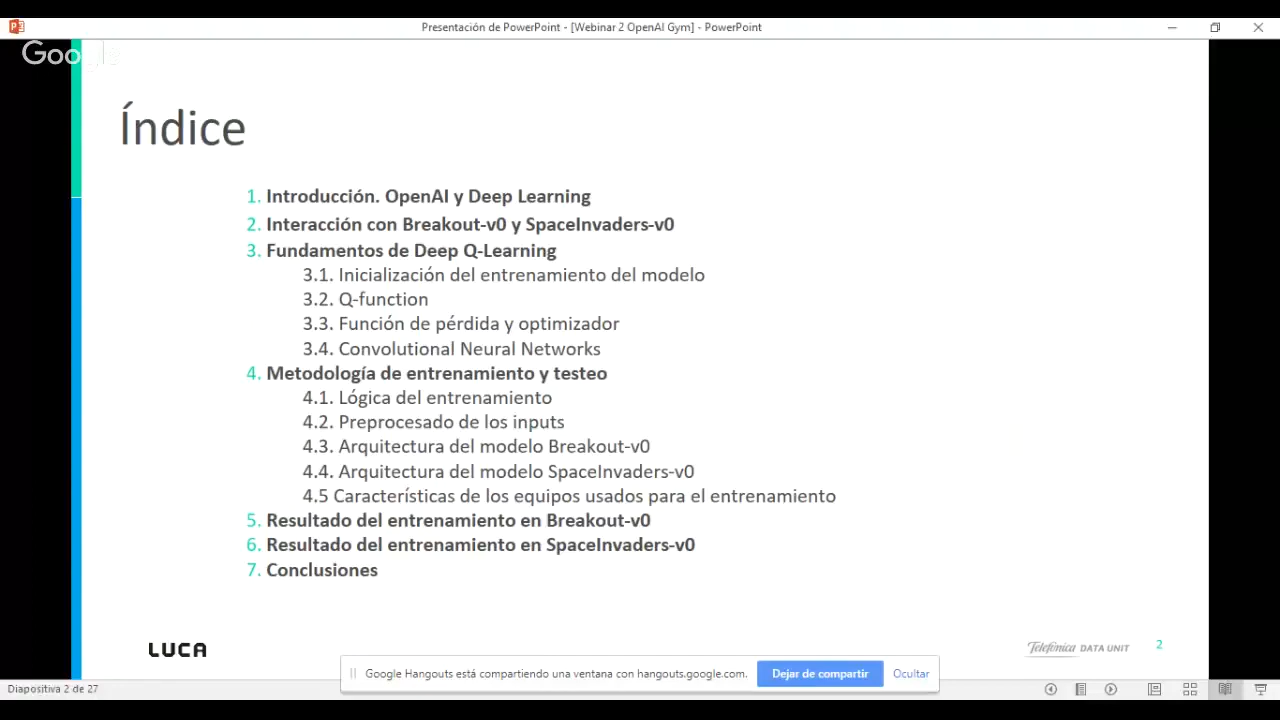 Presentación de PowerPoint - [Webinar 2 OpenAI Gym] - PowerPoint
Google
Índice
1. Introducción. OpenAI y Deep Learning
2. Interacción con Breakout-v0 y SpaceInvaders-v0
3. Fundamentos de Deep Q-Learning
3.1. Inicialización del entrenamiento del modelo
3.2. Q-function
3.3. Función de pérdida y optimizador
3.4. Convolutional Neural Networks
4. Metodología de entrenamiento y testeo
4.1. Lógica del entrenamiento
4.2. Preprocesado de los inputs
4.3. Arquitectura del modelo Breakout-v0
4.4. Arquitectura del modelo SpaceInvaders-v0
4.5 Características de los equipos usados para el entrenamiento
5. Resultado del entrenamiento en Breakout-v0
6. Resultado del entrenamiento en SpaceInvaders-v0
7. Conclusiones
LUCA
Telefónica DATA UNIT
2
Google Hangouts está compartiendo una ventana con hangouts.google.com.
Dejar de compartir
Ocultar
Diapositiva 2 de 27